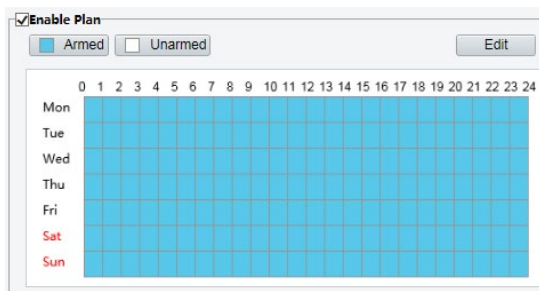 Enable Plan
Armed Unarmed Edit
0 1 2 3 4 5 6 7 8 9 10 11 12 13 14 15 16 17 18 19 20 21 22 23 24
Mon
Tue
Wed
Thu
Fri
Sat
Sun